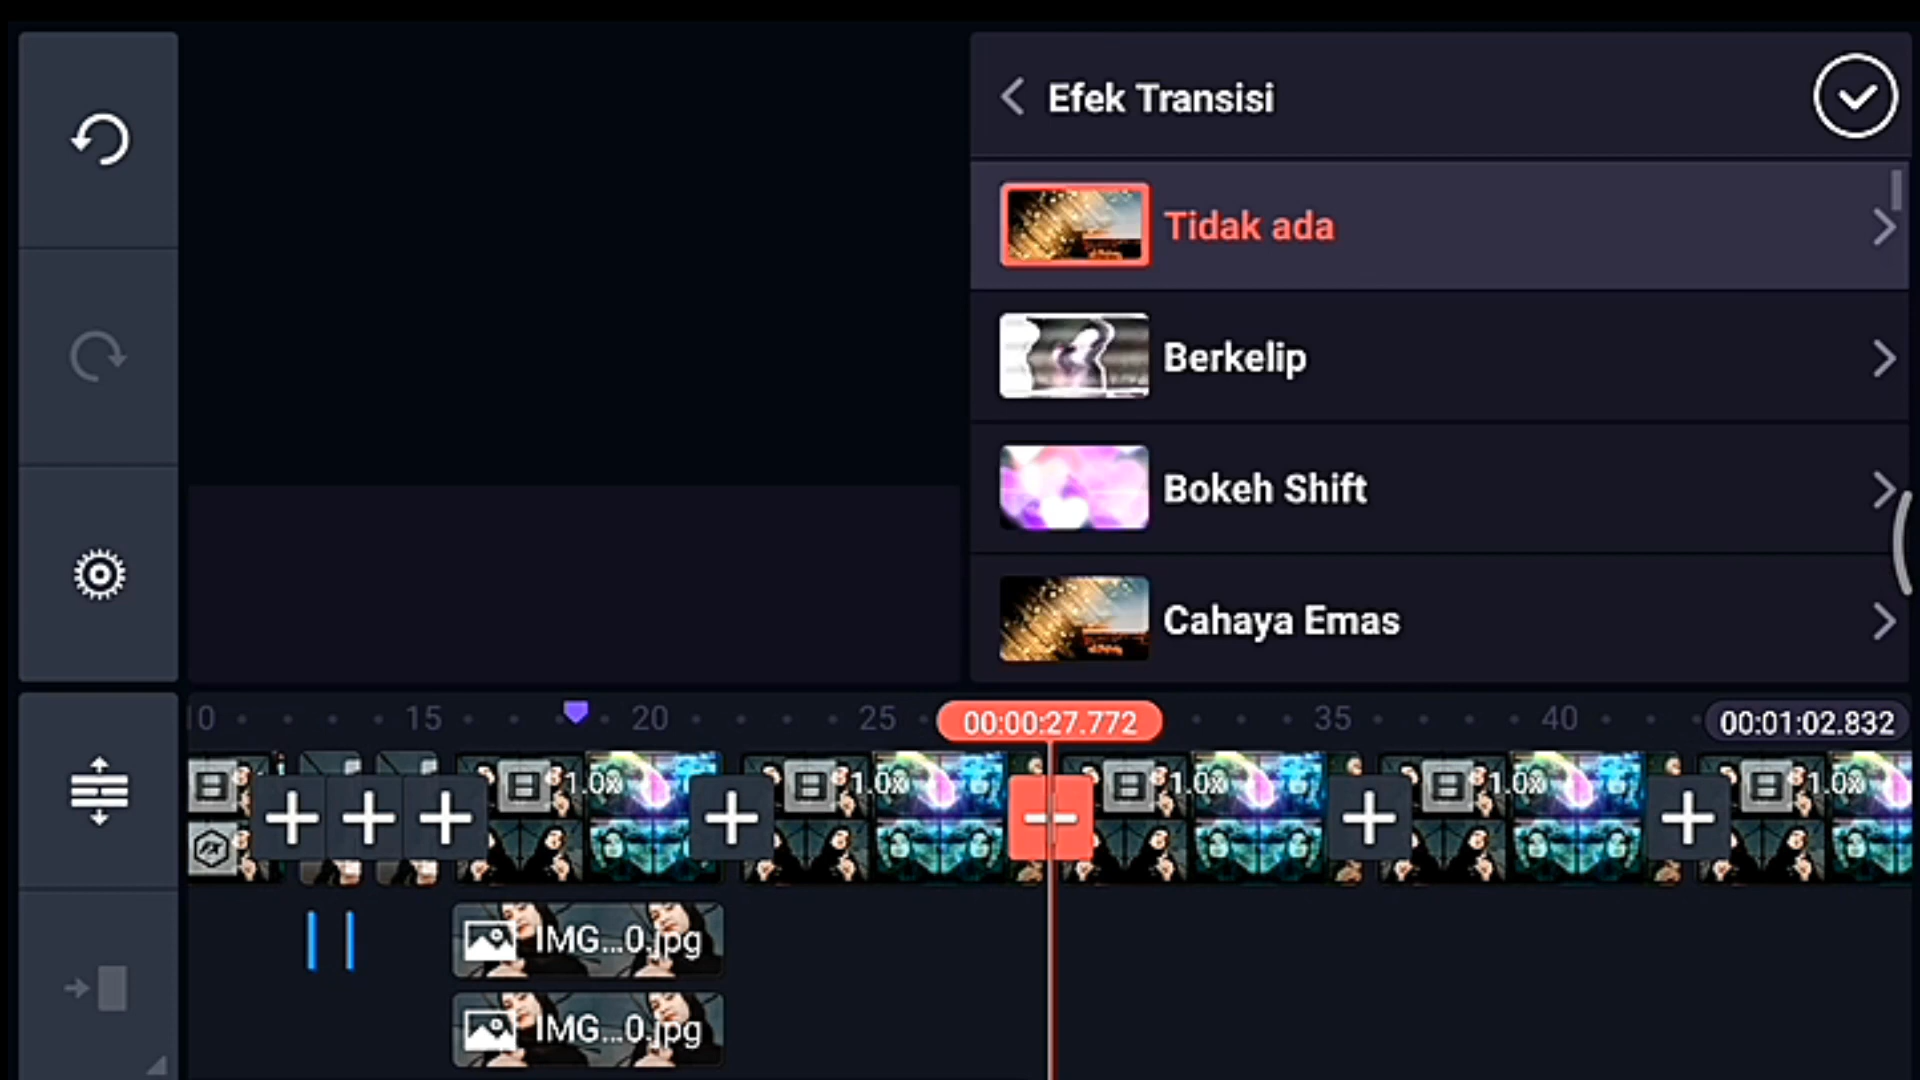 Efek Transisi
Tidak ada
Berkelip
Bokeh Shift
Cahaya Emas
10 15 20 25 00:00:27.772 35 40 00:01:02.832
1.0x 1.0x 1.0x 1.0x 1.0x
FX
IMG...0.jpg
IMG...0.jpg